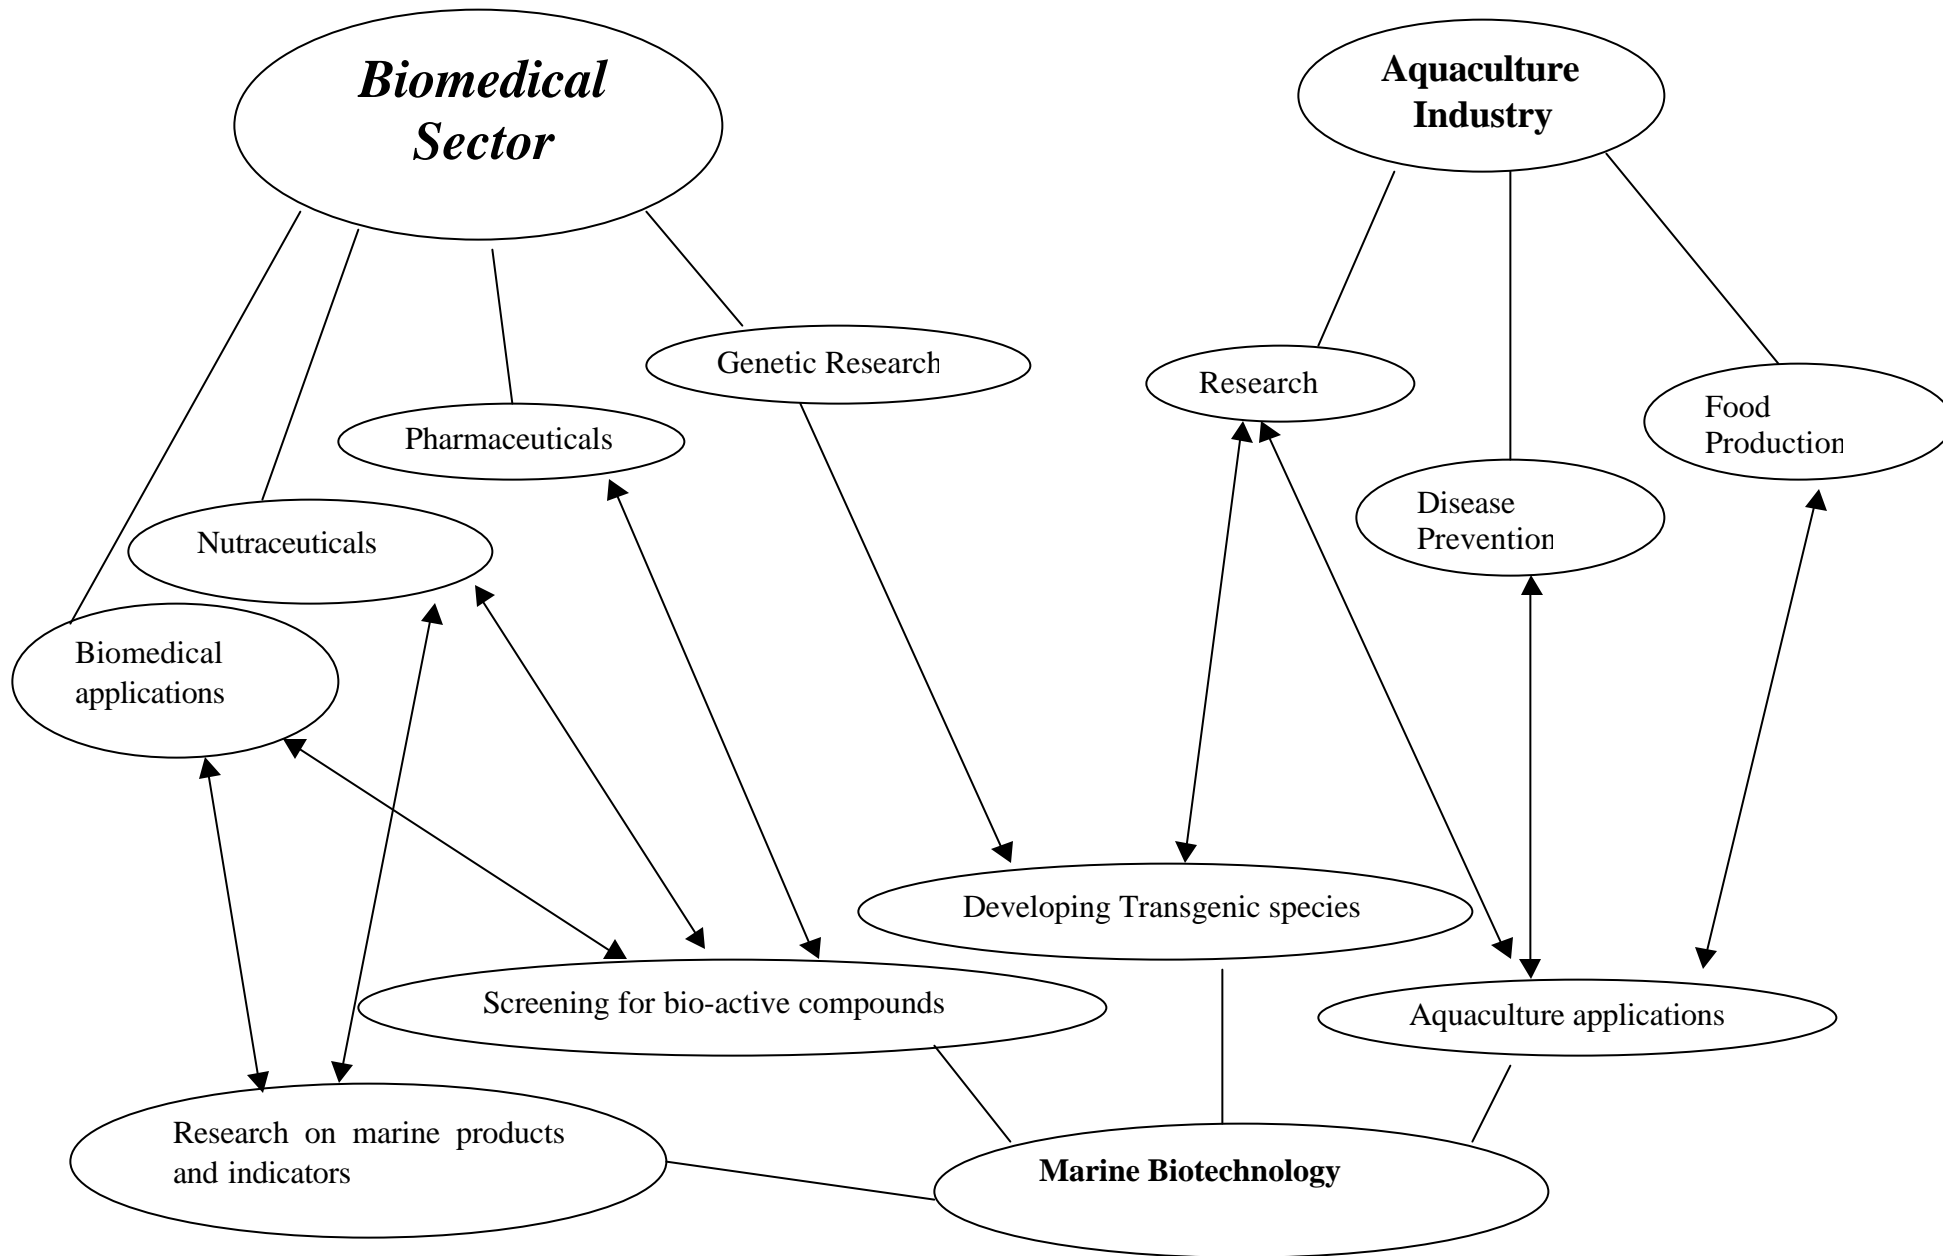 Biomedical
Sector
Aquaculture
Industry
Genetic Research
Research
Food
Production
Pharmaceuticals
Disease
Prevention
Nutraceuticals
Biomedical
applications
Developing Transgenic species
Screening for bio-active compounds
Aquaculture applications
Research on marine products
and indicators
Marine Biotechnology